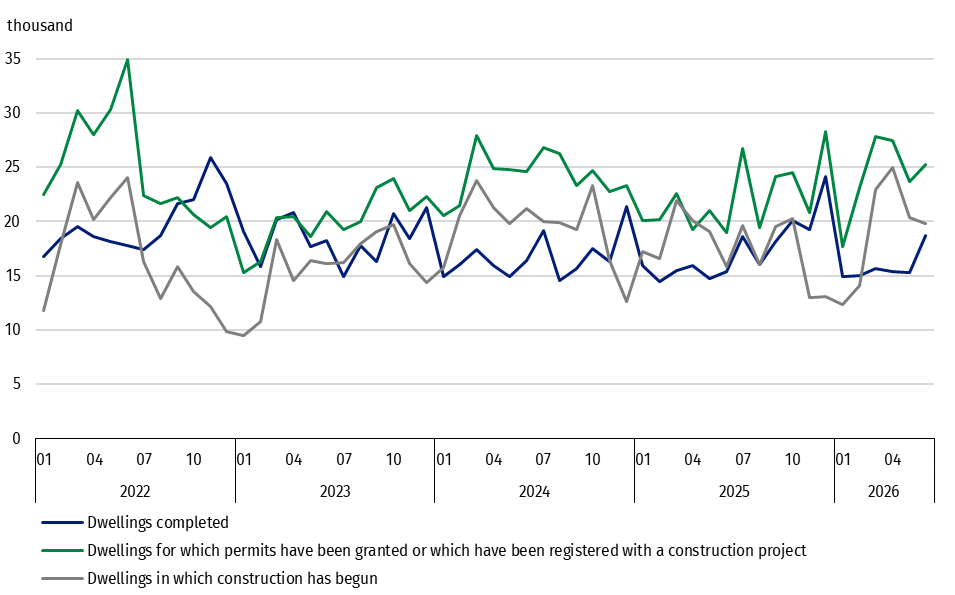 thousand
35
30
25
20
15
10
5
0
01 04 07 10 01 04 07 10 01 04 07 10 01 04 07 10 01 04
2022 2023 2024 2025 2026
Dwellings completed
Dwellings for which permits have been granted or which have been registered with a construction project
Dwellings in which construction has begun